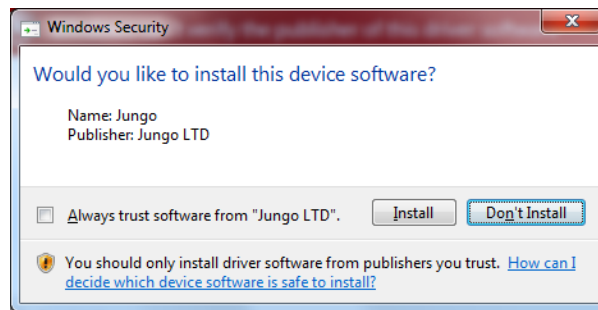 Windows Security
Would you like to install this device software?
Name: Jungo
Publisher: Jungo LTD
Always trust software from "Jungo LTD".
Install
Don't Install
You should only install driver software from publishers you trust. How can I
decide which device software is safe to install?